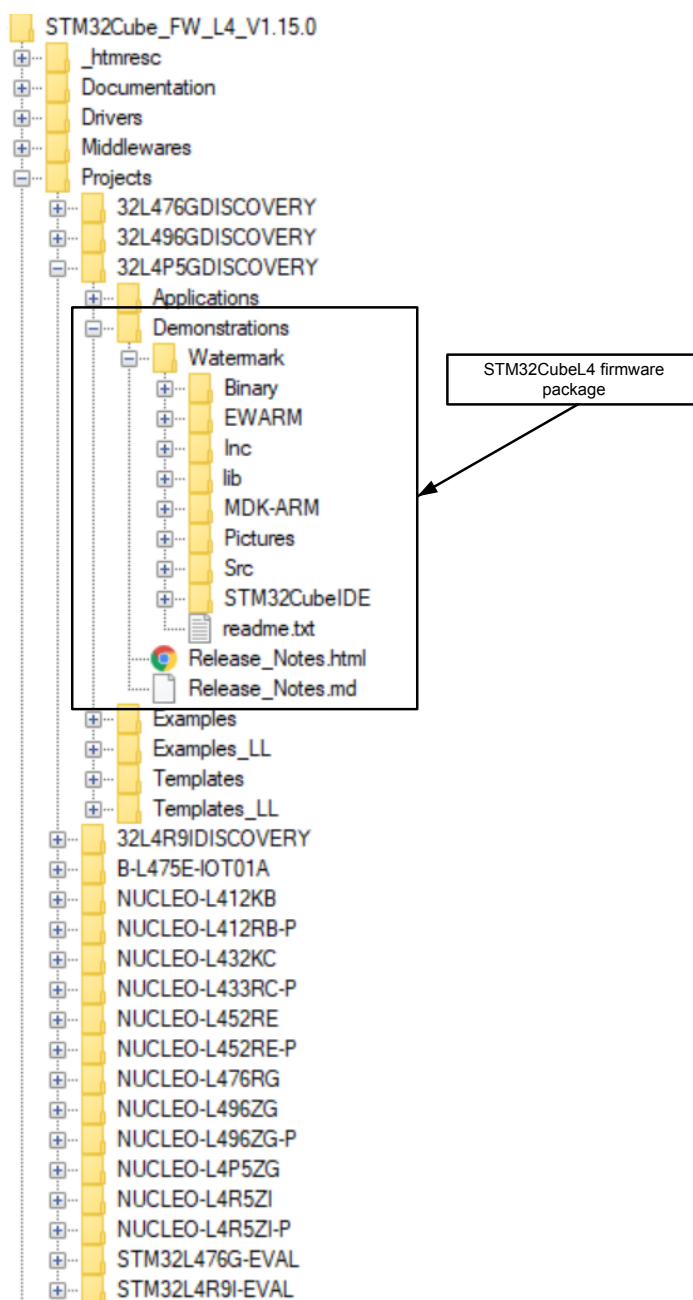 STM32Cube_FW_L4_V1.15.0
_htmresc
Documentation
Drivers
Middlewares
Projects
32L476GDISCOVERY
32L496GDISCOVERY
32L4P5GDISCOVERY
Applications
Demonstrations
Watermark
Binary
EWARM
Inc
lib
MDK-ARM
Pictures
Src
STM32CubeIDE
readme.txt
Release_Notes.html
Release_Notes.md
Examples
Examples_LL
Templates
Templates_LL
32L4R9IDISCOVERY
B-L475E-IOT01A
NUCLEO-L412KB
NUCLEO-L412RB-P
NUCLEO-L432KC
NUCLEO-L433RC-P
NUCLEO-L452RE
NUCLEO-L452RE-P
NUCLEO-L476RG
NUCLEO-L496ZG
NUCLEO-L496ZG-P
NUCLEO-L4P5ZG
NUCLEO-L4R5ZI
NUCLEO-L4R5ZI-P
STM32L476G-EVAL
STM32L4R9I-EVAL
STM32CubeL4 firmware
package